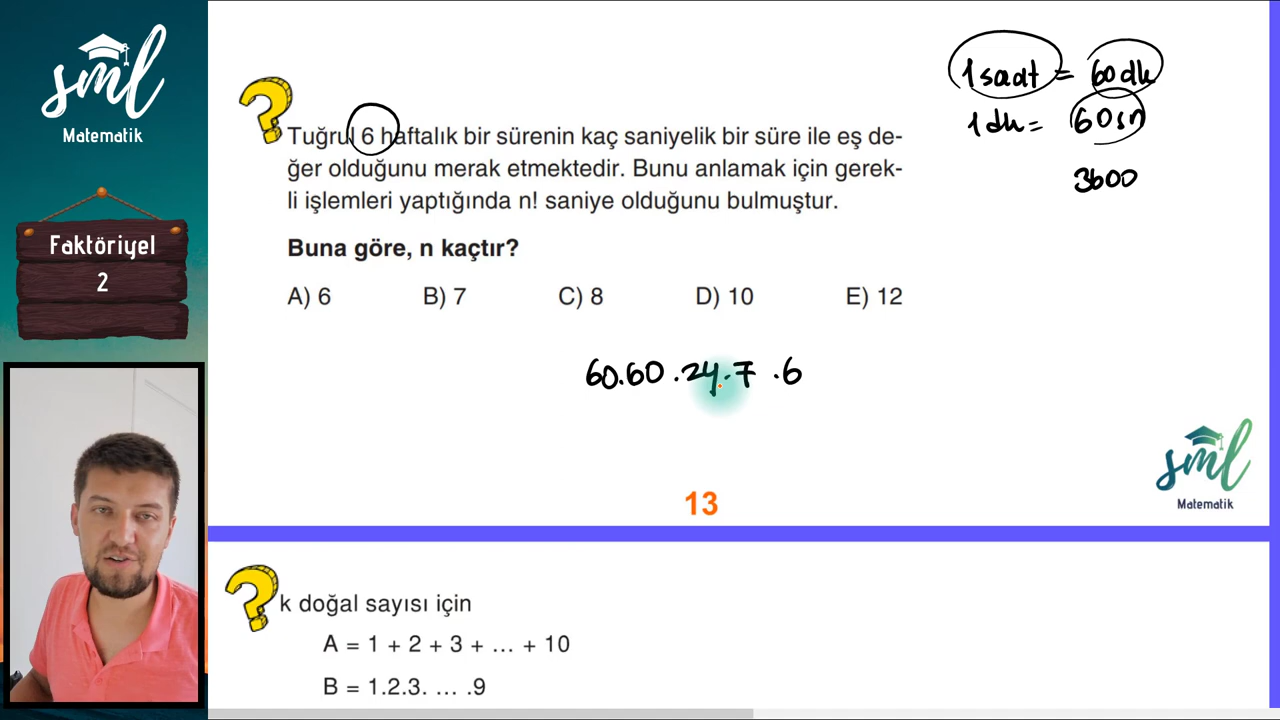 sml
Matematik
Faktöriyel
2
Tuğrul 6 haftalık bir sürenin kaç saniyelik bir süre ile eş de-
ğer olduğunu merak etmektedir. Bunu anlamak için gerek-
li işlemleri yaptığında n! saniye olduğunu bulmuştur.
Buna göre, n kaçtır?
A) 6 B) 7 C) 8 D) 10 E) 12
1 saat = 60 dk
1 dk = 60 sn
3600
60.60.24.7.6
sml
Matematik
13
k doğal sayısı için
A = 1 + 2 + 3 + ... + 10
B = 1.2.3. ... .9